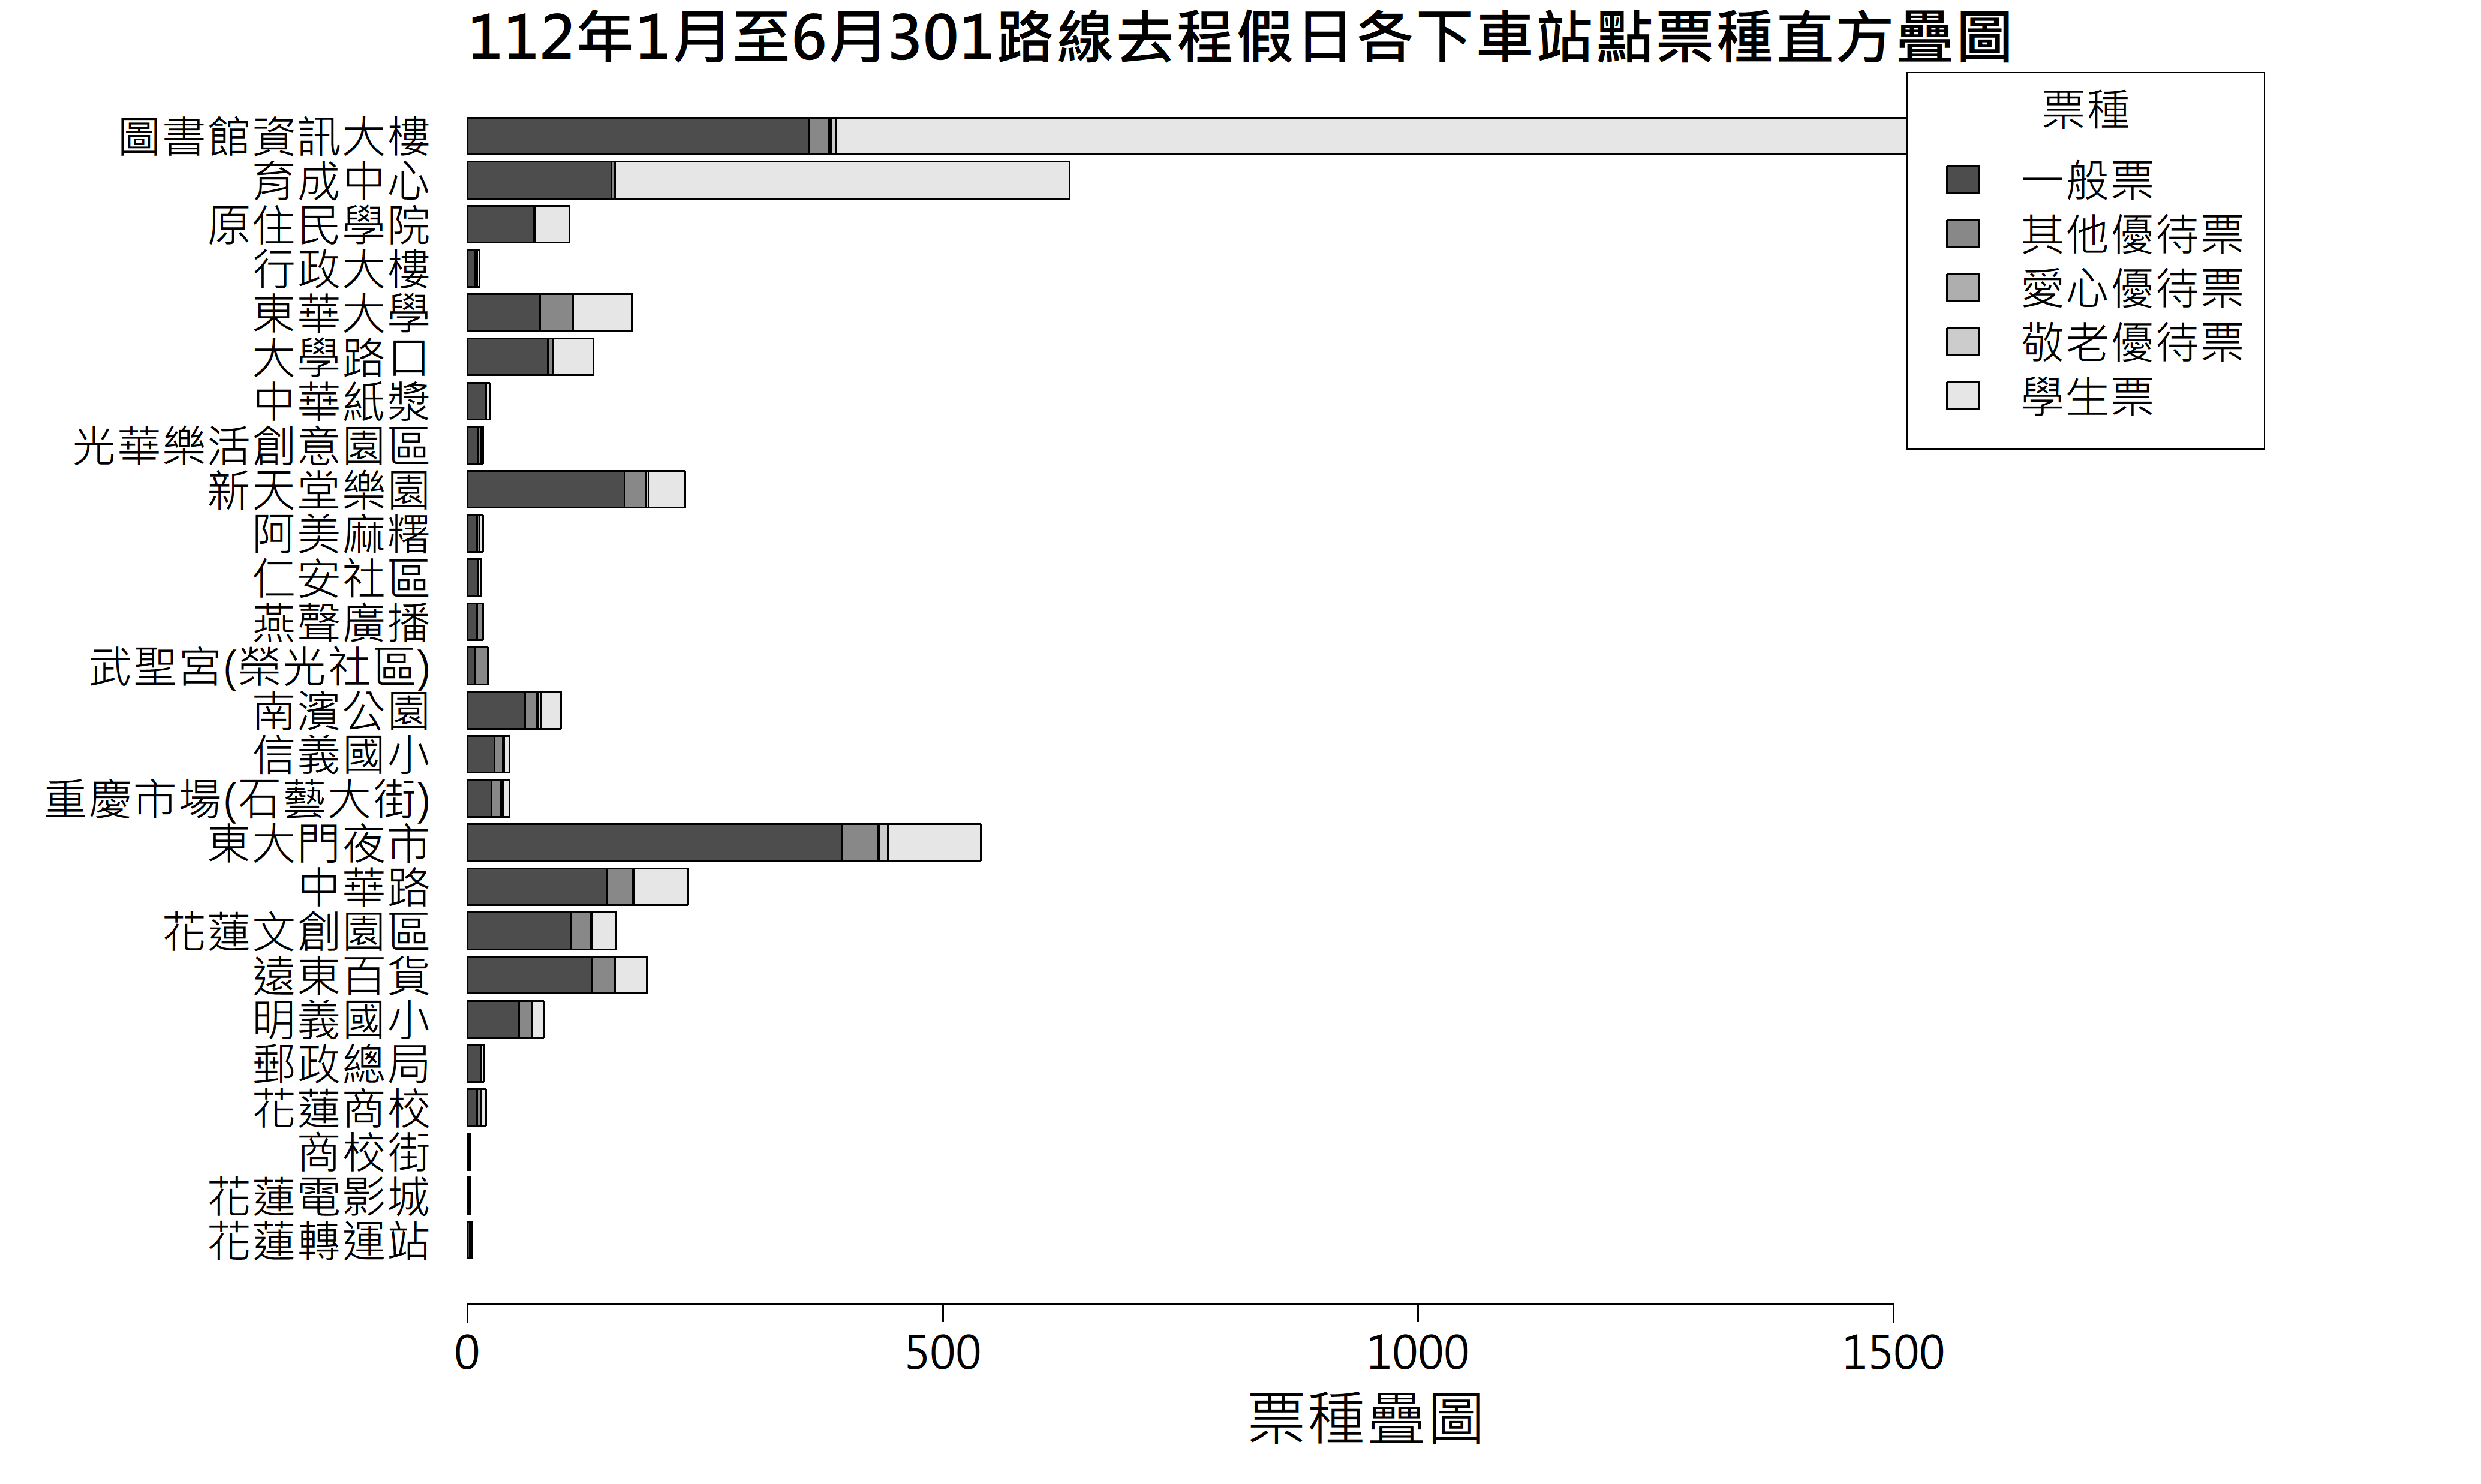 112年1月至6月301路線去程假日各下車站點票種直方疊圖
票種
一般票
其他優待票
愛心優待票
敬老優待票
學生票
圖書館資訊大樓
育成中心
原住民學院
行政大樓
東華大學
大學路口
中華紙漿
光華樂活創意園區
新天堂樂園
阿美麻糬
仁安社區
燕聲廣播
武聖宮(榮光社區)
南濱公園
信義國小
重慶市場(石藝大街)
東大門夜市
中華路
花蓮文創園區
遠東百貨
明義國小
郵政總局
花蓮商校
商校街
花蓮電影城
花蓮轉運站
0 500 1000 1500
票種疊圖